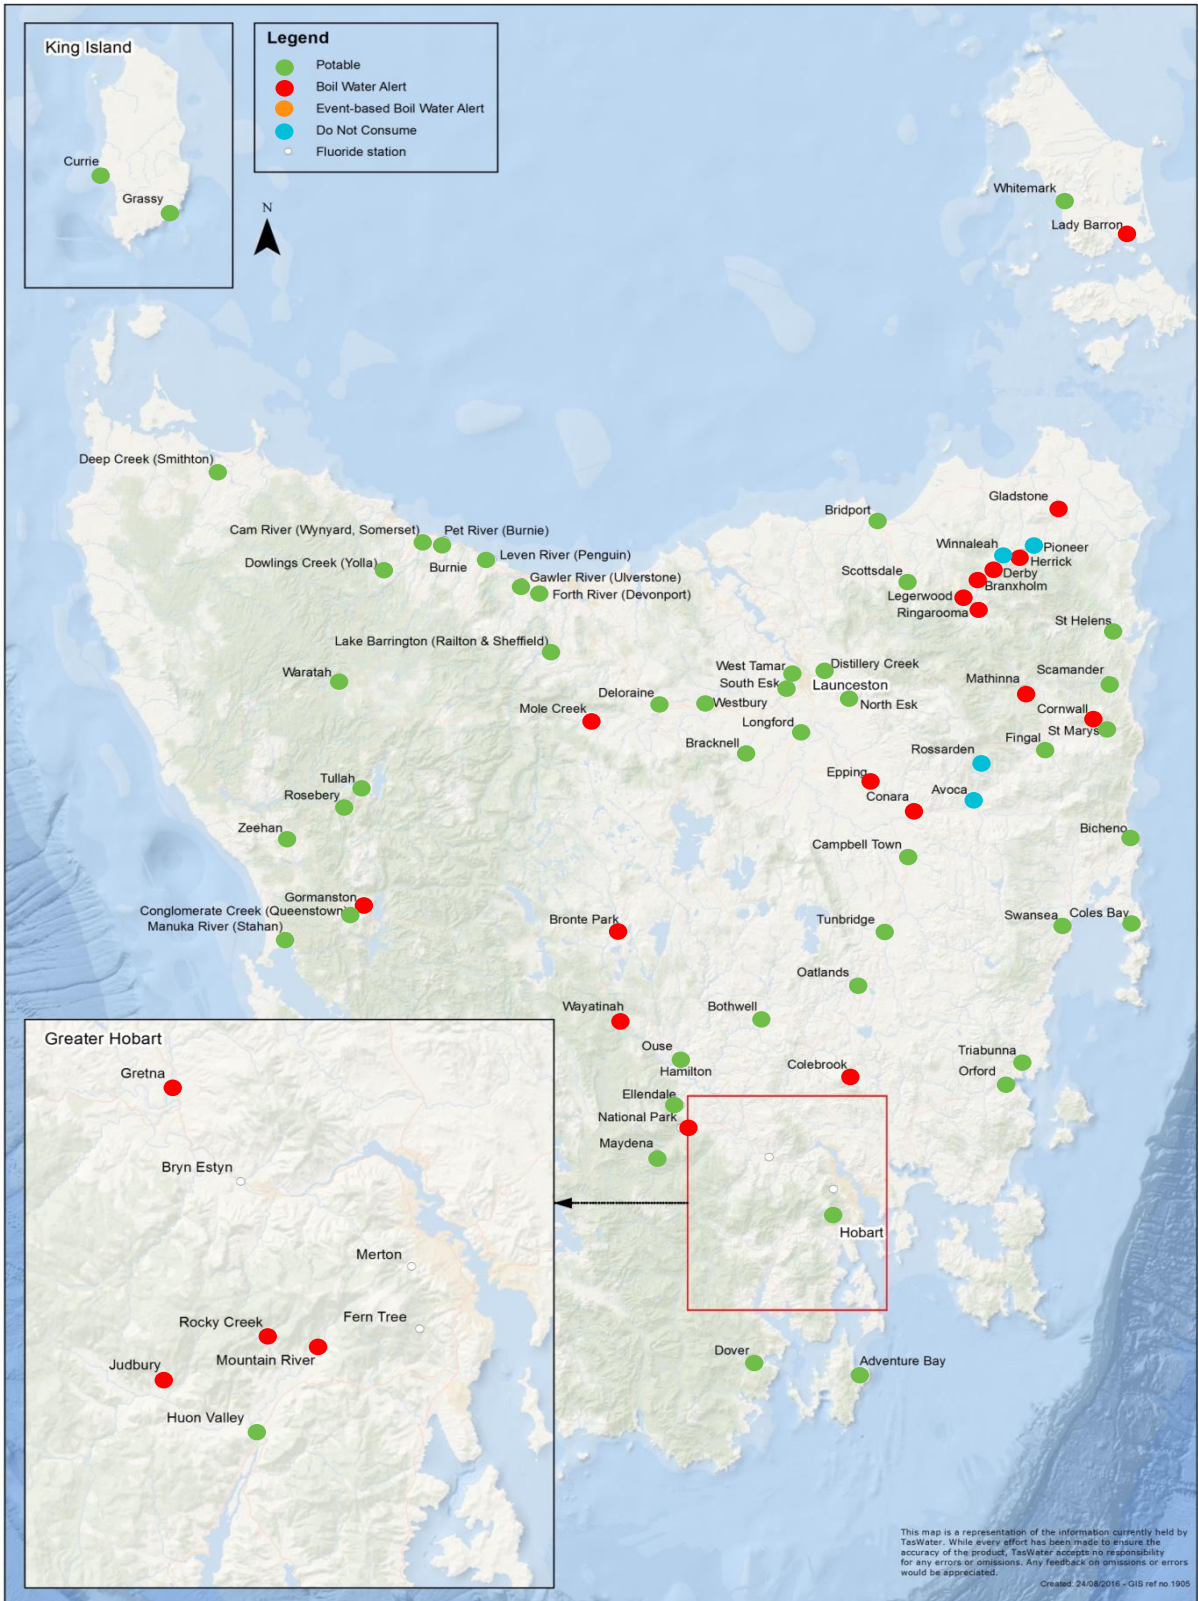 King Island
Currie
Grassy
Legend
Potable
Boil Water Alert
Event-based Boil Water Alert
Do Not Consume
Fluoride station
N
Whitemark
Lady Barron
Deep Creek (Smithton)
Cam River (Wynyard, Somerset)
Pet River (Burnie)
Burnie
Dowlings Creek (Yolla)
Leven River (Penguin)
Gawler River (Ulverstone)
Forth River (Devonport)
Lake Barrington (Railton & Sheffield)
Waratah
Bridport
Gladstone
Winnaleah
Pioneer
Herrick
Derby
Branxholm
Scottsdale
Legerwood
Ringarooma
St Helens
West Tamar
South Esk
Distillery Creek
Launceston
North Esk
Mathinna
Scamander
Cornwall
St Marys
Fingal
Deloraine
Westbury
Mole Creek
Longford
Bracknell
Rossarden
Epping
Conara
Avoca
Tullah
Rosebery
Zeehan
Campbell Town
Bicheno
Gormanston
Conglomerate Creek (Queenstown)
Manuka River (Stahan)
Bronte Park
Tunbridge
Swansea
Coles Bay
Oatlands
Wayatinah
Bothwell
Ouse
Hamilton
Colebrook
Triabunna
Orford
Ellendale
National Park
Maydena
Hobart
Dover
Adventure Bay
Greater Hobart
Gretna
Bryn Estyn
Merton
Fern Tree
Rocky Creek
Mountain River
Judbury
Huon Valley
This map is a representation of the information currently held by
TasWater. While every effort has been made to ensure the
accuracy of the product, TasWater accepts no responsibility
for any errors or omissions. Any feedback on omissions or errors
would be appreciated.
Created: 24/08/2016 - GIS ref no.1905